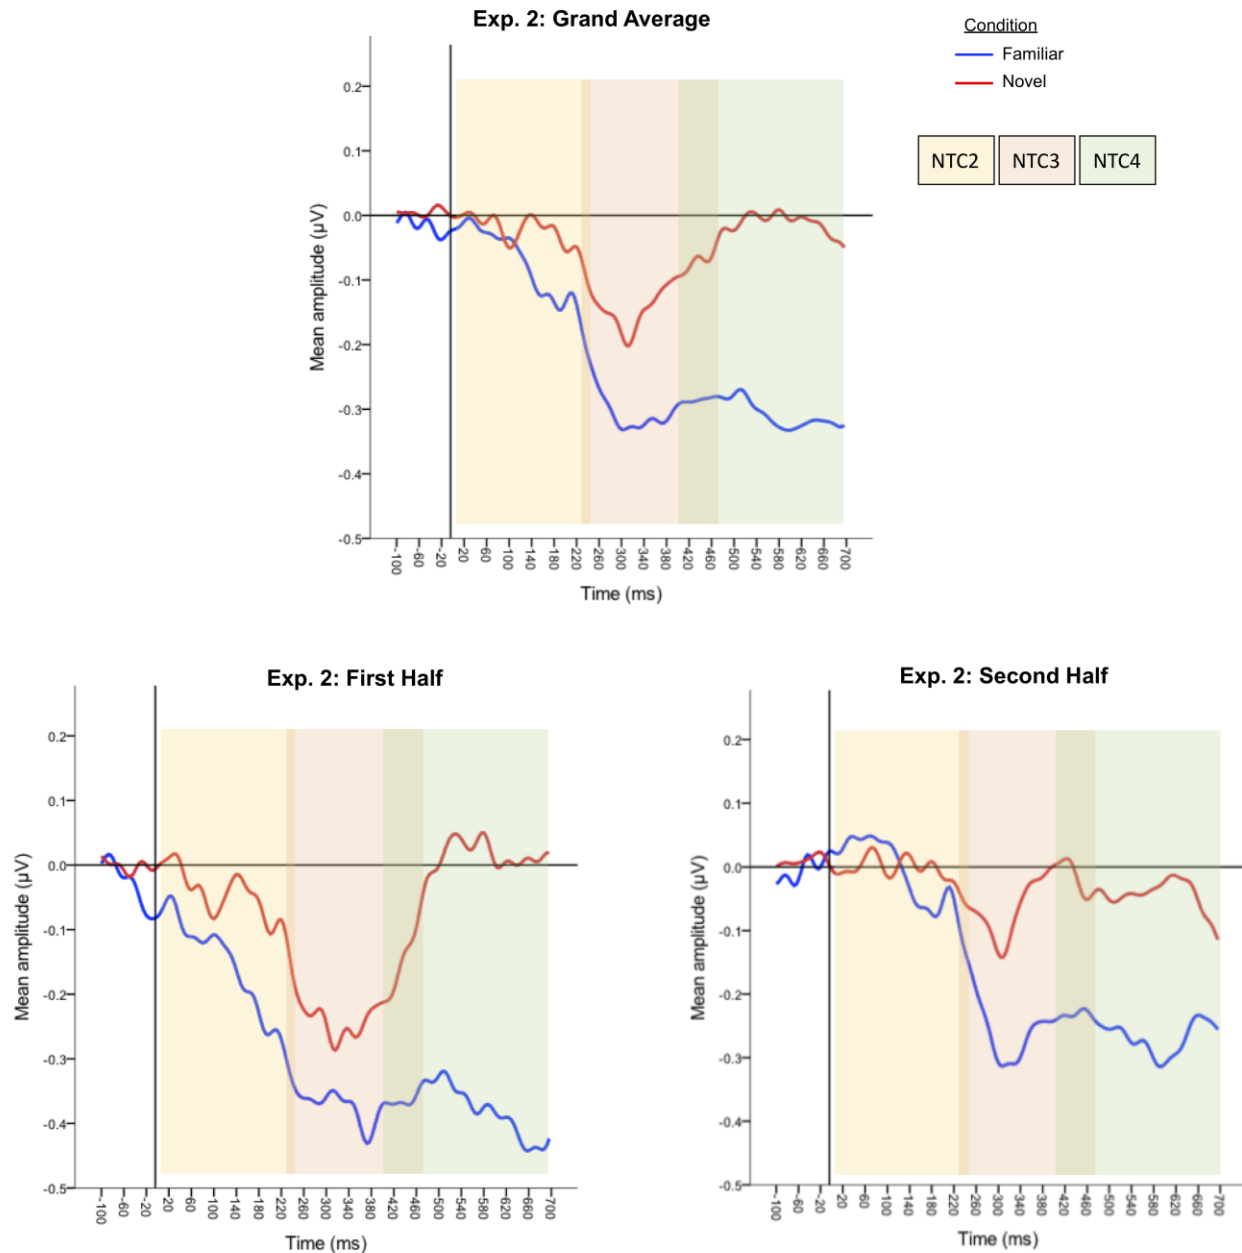 Exp. 2: Grand Average
Condition
Familiar
Novel
NTC2 NTC3 NTC4
Mean amplitude (µV)
0.2
0.1
0.0
-0.1
-0.2
-0.3
-0.4
-0.5
-100 -60 -20 20 60 100 140 180 220 260 300 340 380 420 460 500 540 580 620 660 700
Time (ms)
Exp. 2: First Half
Mean amplitude (µV)
0.2
0.1
0.0
-0.1
-0.2
-0.3
-0.4
-0.5
-100 -60 -20 20 60 100 140 180 220 260 300 340 380 420 460 500 540 580 620 660 700
Time (ms)
Exp. 2: Second Half
Mean amplitude (µV)
0.2
0.1
0.0
-0.1
-0.2
-0.3
-0.4
-0.5
-100 -60 -20 20 60 100 140 180 220 260 300 340 380 420 460 500 540 580 620 660 700
Time (ms)